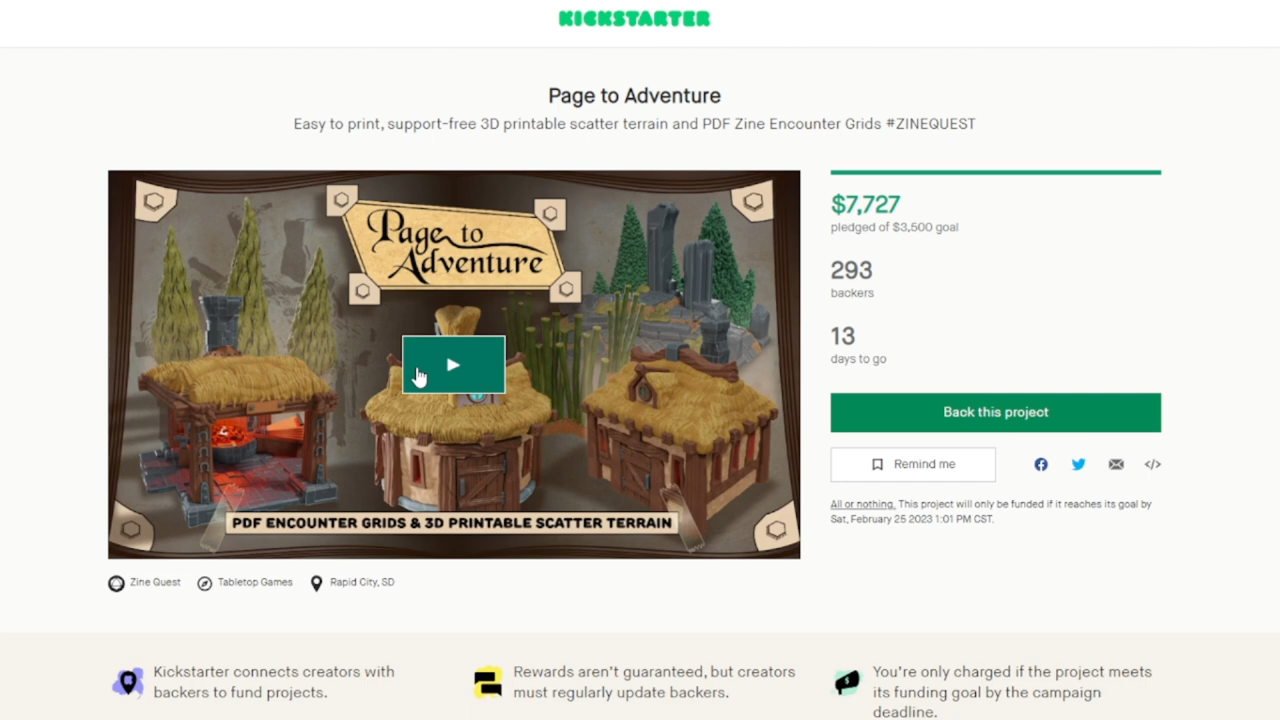 KICKSTARTER
Page to Adventure
Easy to print, support-free 3D printable scatter terrain and PDF Zine Encounter Grids #ZINEQUEST
Page to
Adventure
PDF ENCOUNTER GRIDS & 3D PRINTABLE SCATTER TERRAIN
$7,727
pledged of $3,500 goal
293
backers
13
days to go
Back this project
Remind me
All or nothing. This project will only be funded if it reaches its goal by
Sat, February 25 2023 1:01 PM CST.
Zine Quest
Tabletop Games
Rapid City, SD
Kickstarter connects creators with
backers to fund projects.
Rewards aren't guaranteed, but creators
must regularly update backers.
You're only charged if the project meets
its funding goal by the campaign
deadline.